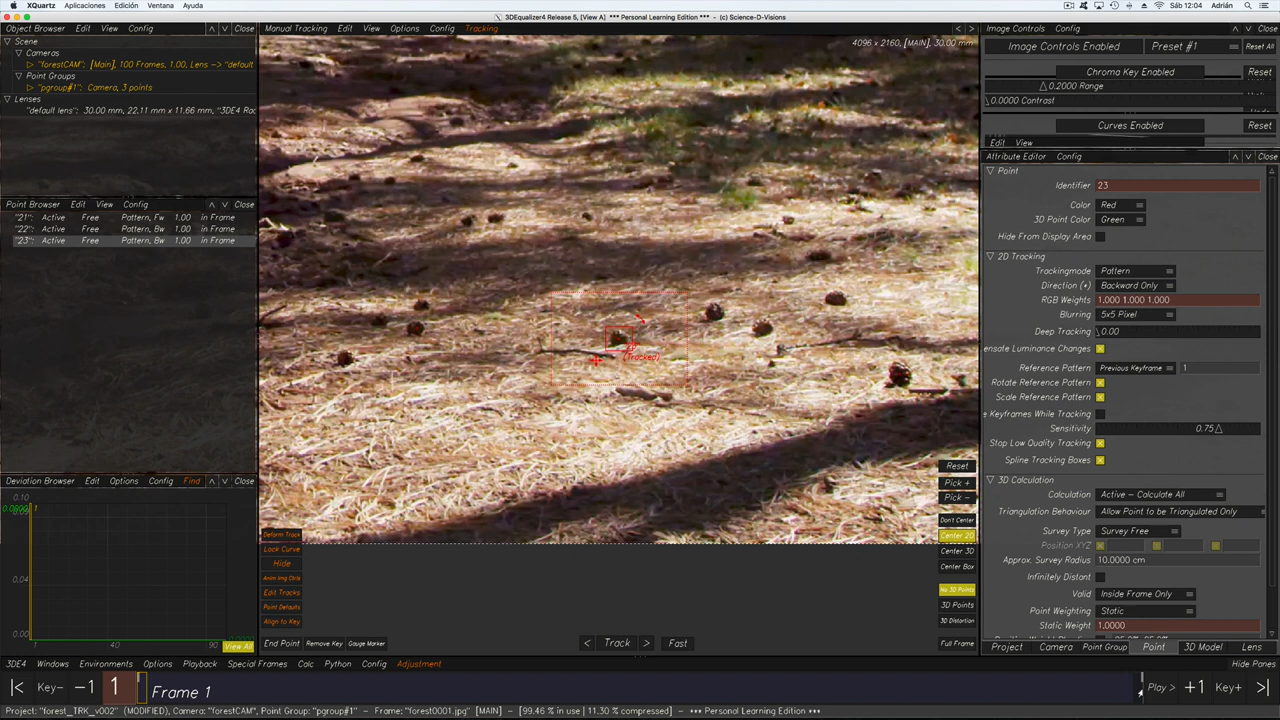 XQuartz Aplicaciones Edición Ventana Ayuda Sáb 12:04 Adrián
3DEqualizer4 Release 5, [View A] *** Personal Learning Edition *** - (c) Science-D-Visions
Object Browser Edit View Config Close
Scene
Cameras
"forestCAM": [Main], 100 Frames, 1.00, Lens -> "default
Point Groups
"pgroup#1": Camera, 3 points
Lenses
"default lens": 30.00 mm, 22.11 mm x 11.66 mm, "3DE4 Ra
Point Browser Edit View Config Close
"21": Active Free Pattern, Fw 1.00 in Frame
"22": Active Free Pattern, Bw 1.00 in Frame
"23": Active Free Pattern, Bw 1.00 in Frame
Deviation Browser Edit Options Config Find Close
0.10
0.0000
1
0.04
0.00
1 40 90
View All
Manual Tracking Edit View Options Config Tracking
4096 x 2160, [MAIN], 30.00 mm
(Tracked)
Deform Track
Lock Curve
Hide
Anim Img Ctrls
Edit Tracks
Point Defaults
Align to Key
End Point Remove Key Gauge Marker < Track > Fast
Reset
Pick +
Pick -
Don't Center
Center 2D
Center 3D
Center Box
No 3D Points
3D Points
3D Distortion
Full Frame
Image Controls Config Close
Image Controls Enabled Preset #1 Reset All
Chroma Key Enabled Reset
0.2000 Range
0.0000 Contrast
Curves Enabled Reset
Edit View
Attribute Editor Config Close
Point
Identifier 23
Color Red
3D Point Color Green
Hide From Display Area
2D Tracking
Trackingmode Pattern
Direction (*) Backward Only
RGB Weights 1.000 1.000 1.000
Blurring 5x5 Pixel
Deep Tracking 0.00
ensate Luminance Changes
Reference Pattern Previous Keyframe 1
Rotate Reference Pattern
Scale Reference Pattern
e Keyframes While Tracking
Sensitivity 0.75
Stop Low Quality Tracking
Spline Tracking Boxes
3D Calculation
Calculation Active - Calculate All
Triangulation Behaviour Allow Point to be Triangulated Only
Survey Type Survey Free
Position XYZ
Approx. Survey Radius 10.0000 cm
Infinitely Distant
Valid Inside Frame Only
Point Weighting Static
Static Weight 1.0000
Project Camera Point Group Point 3D Model Lens
3DE4 Windows Environments Options Playback Special Frames Calc Python Config Adjustment Hide Panes
|< Key- -1 1 Frame 1 Play > +1 Key+ >|
Project: "forest_TRK_v002" (MODIFIED), Camera: "forestCAM", Point Group: "pgroup#1" - Frame: "forest0001.jpg" [MAIN] - [99.46 % in use | 11.30 % compressed] - *** Personal Learning Edition ***